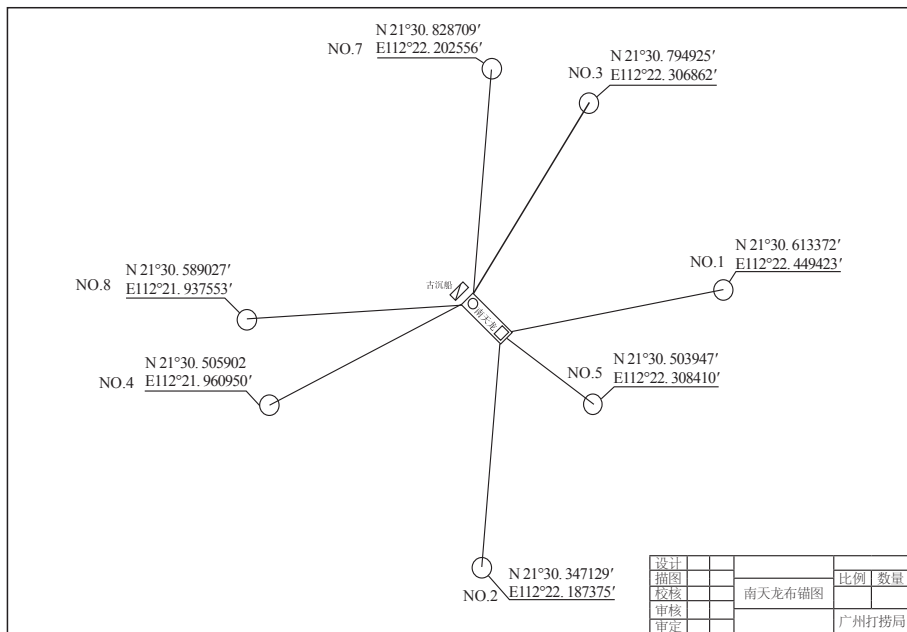 N 21°30. 828709′
NO.7
E112°22. 202556′
N 21°30. 794925′
NO.3
E112°22. 306862′
N 21°30. 613372′
NO.1
E112°22. 449423′
N 21°30. 589027′
NO.8
E112°21. 937553′
古沉船
南天龙
N 21°30. 505902
NO.4
E112°21. 960950′
N 21°30. 503947′
NO.5
E112°22. 308410′
N 21°30. 347129′
NO.2
E112°22. 187375′
设计
描图
比例 数量
校核
南天龙布锚图
审核
广州打捞局
审定